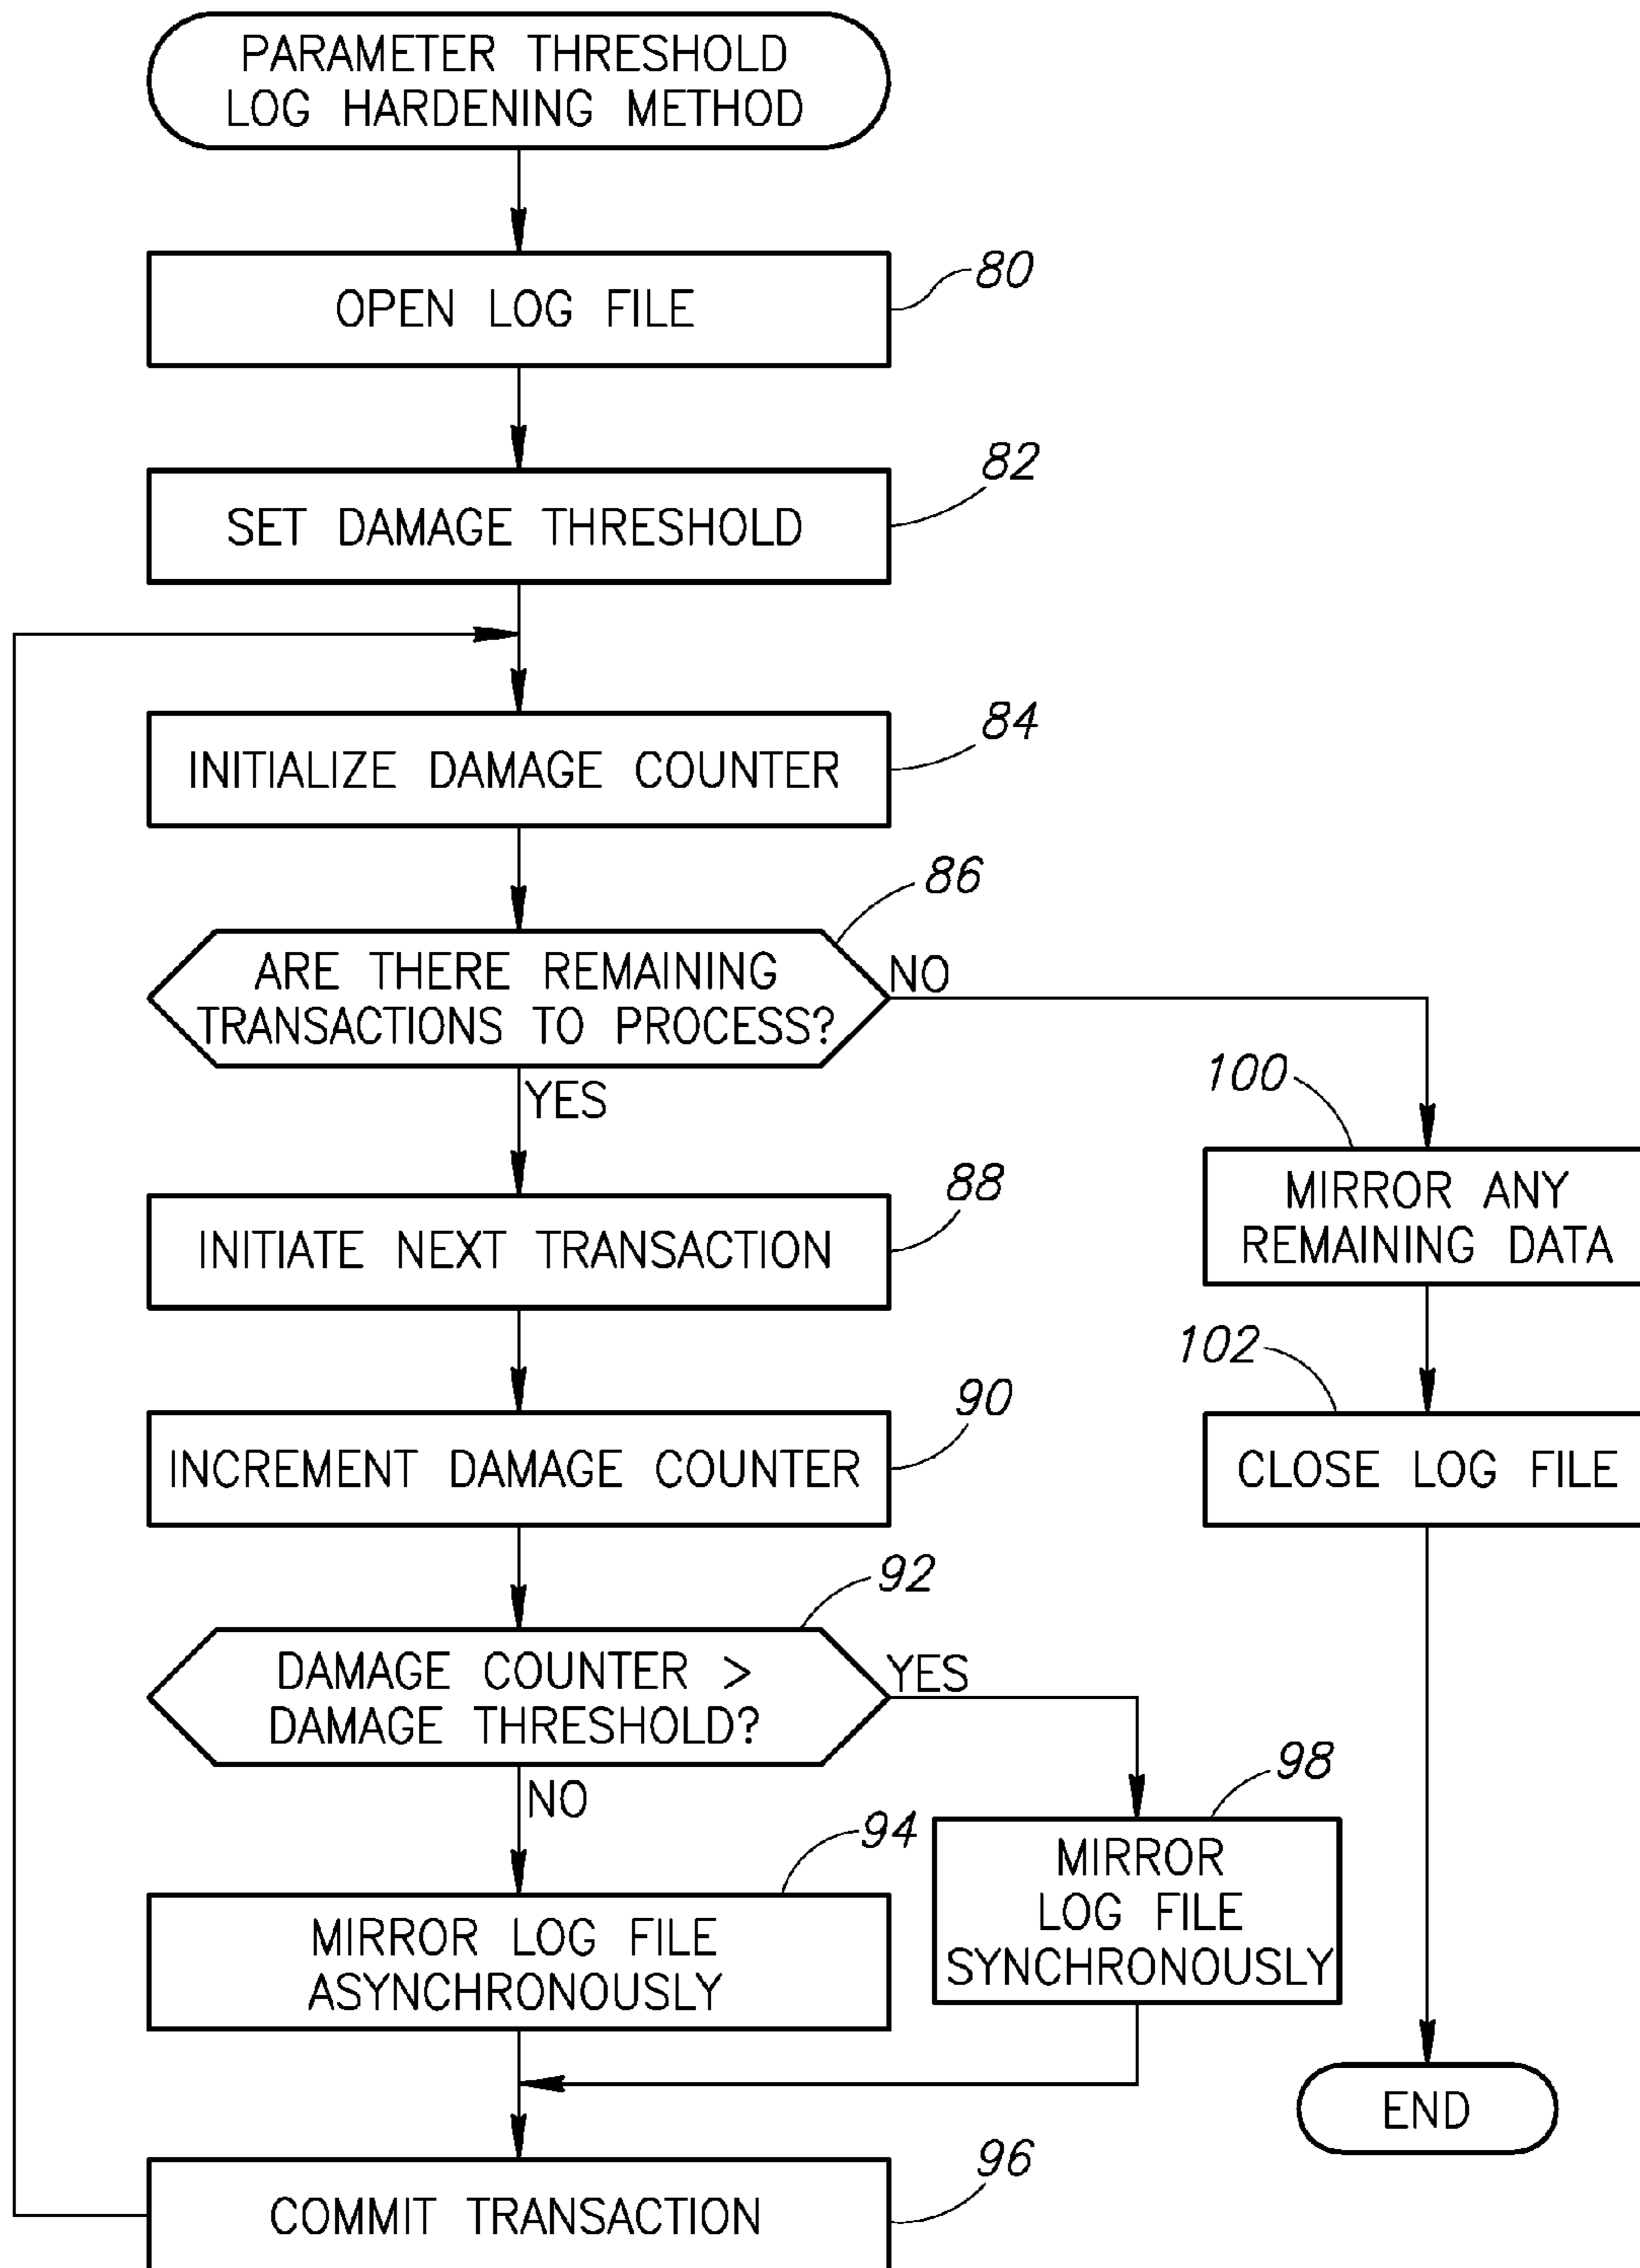 PARAMETER THRESHOLD
LOG HARDENING METHOD
OPEN LOG FILE
80
SET DAMAGE THRESHOLD
82
INITIALIZE DAMAGE COUNTER
84
86
ARE THERE REMAINING
TRANSACTIONS TO PROCESS?
NO
YES
100
MIRROR ANY
REMAINING DATA
88
INITIATE NEXT TRANSACTION
102
CLOSE LOG FILE
90
INCREMENT DAMAGE COUNTER
92
DAMAGE COUNTER >
DAMAGE THRESHOLD?
YES
NO
98
MIRROR
LOG FILE
SYNCHRONOUSLY
94
MIRROR LOG FILE
ASYNCHRONOUSLY
END
96
COMMIT TRANSACTION